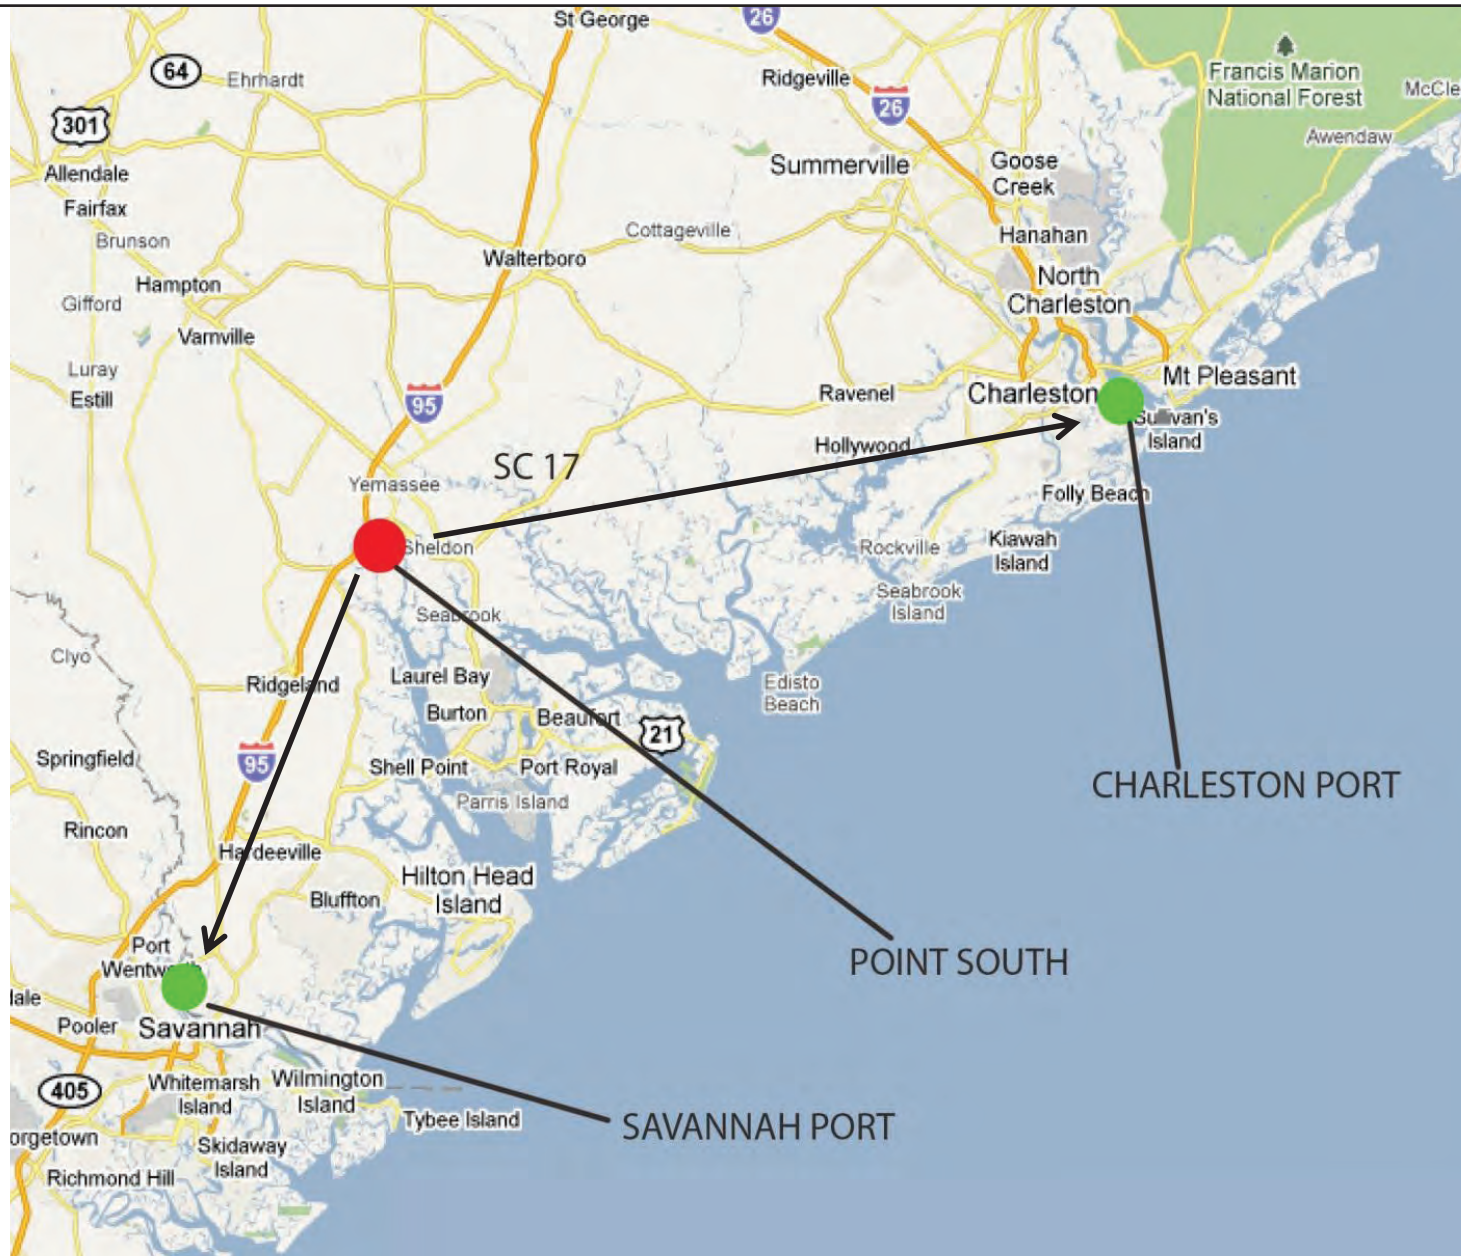 St George
26
Ridgeville
Francis Marion
National Forest
McCle
64
Ehrhardt
26
301
Awendaw
Allendale
Summerville
Goose
Creek
Fairfax
Brunson
Cottageville
Hanahan
Walterboro
Hampton
North
Charleston
Gifford
Varnville
Luray
Estill
95
Ravenel
Charleston
Mt Pleasant
Sullivan's
Island
Hollywood
SC 17
Yemassee
Folly Beach
Sheldon
Rockville
Kiawah
Island
Seabrook
Island
Seabrook
Clyo
Ridgeland
Laurel Bay
Edisto
Beach
Burton
Beaufort
21
Springfield
95
Shell Point
Port Royal
CHARLESTON PORT
Parris Island
Rincon
Hardeeville
Hilton Head
Island
Bluffton
Port
Wentworth
POINT SOUTH
dale
Pooler
Savannah
405
Whitemarsh
Island
Wilmington
Island
Tybee Island
SAVANNAH PORT
orgetown
Skidaway
Island
Richmond Hill